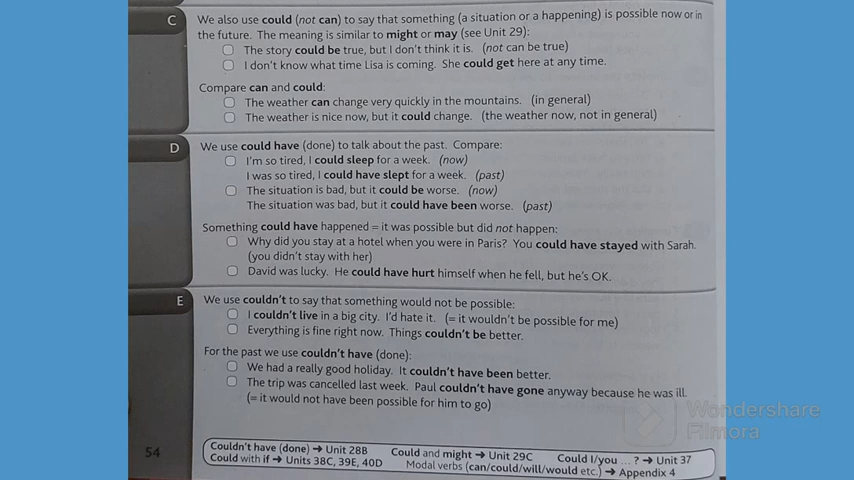 C We also use could (not can) to say that something (a situation or a happening) is possible now or in
the future. The meaning is similar to might or may (see Unit 29):
The story could be true, but I don't think it is. (not can be true)
I don't know what time Lisa is coming. She could get here at any time.
Compare can and could:
The weather can change very quickly in the mountains. (in general)
The weather is nice now, but it could change. (the weather now, not in general)
D We use could have (done) to talk about the past. Compare:
I'm so tired, I could sleep for a week. (now)
I was so tired, I could have slept for a week. (past)
The situation is bad, but it could be worse. (now)
The situation was bad, but it could have been worse. (past)
Something could have happened = it was possible but did not happen:
Why did you stay at a hotel when you were in Paris? You could have stayed with Sarah.
(you didn't stay with her)
David was lucky. He could have hurt himself when he fell, but he's OK.
E We use couldn't to say that something would not be possible:
I couldn't live in a big city. I'd hate it. (= it wouldn't be possible for me)
Everything is fine right now. Things couldn't be better.
For the past we use couldn't have (done):
We had a really good holiday. It couldn't have been better.
The trip was cancelled last week. Paul couldn't have gone anyway because he was ill.
(= it would not have been possible for him to go)
Wondershare
Filmora
54
Couldn't have (done) → Unit 28B Could and might → Unit 29C Could I/you ... ? → Unit 37
Could with if → Units 38C, 39E, 40D Modal verbs (can/could/will/would etc.) → Appendix 4